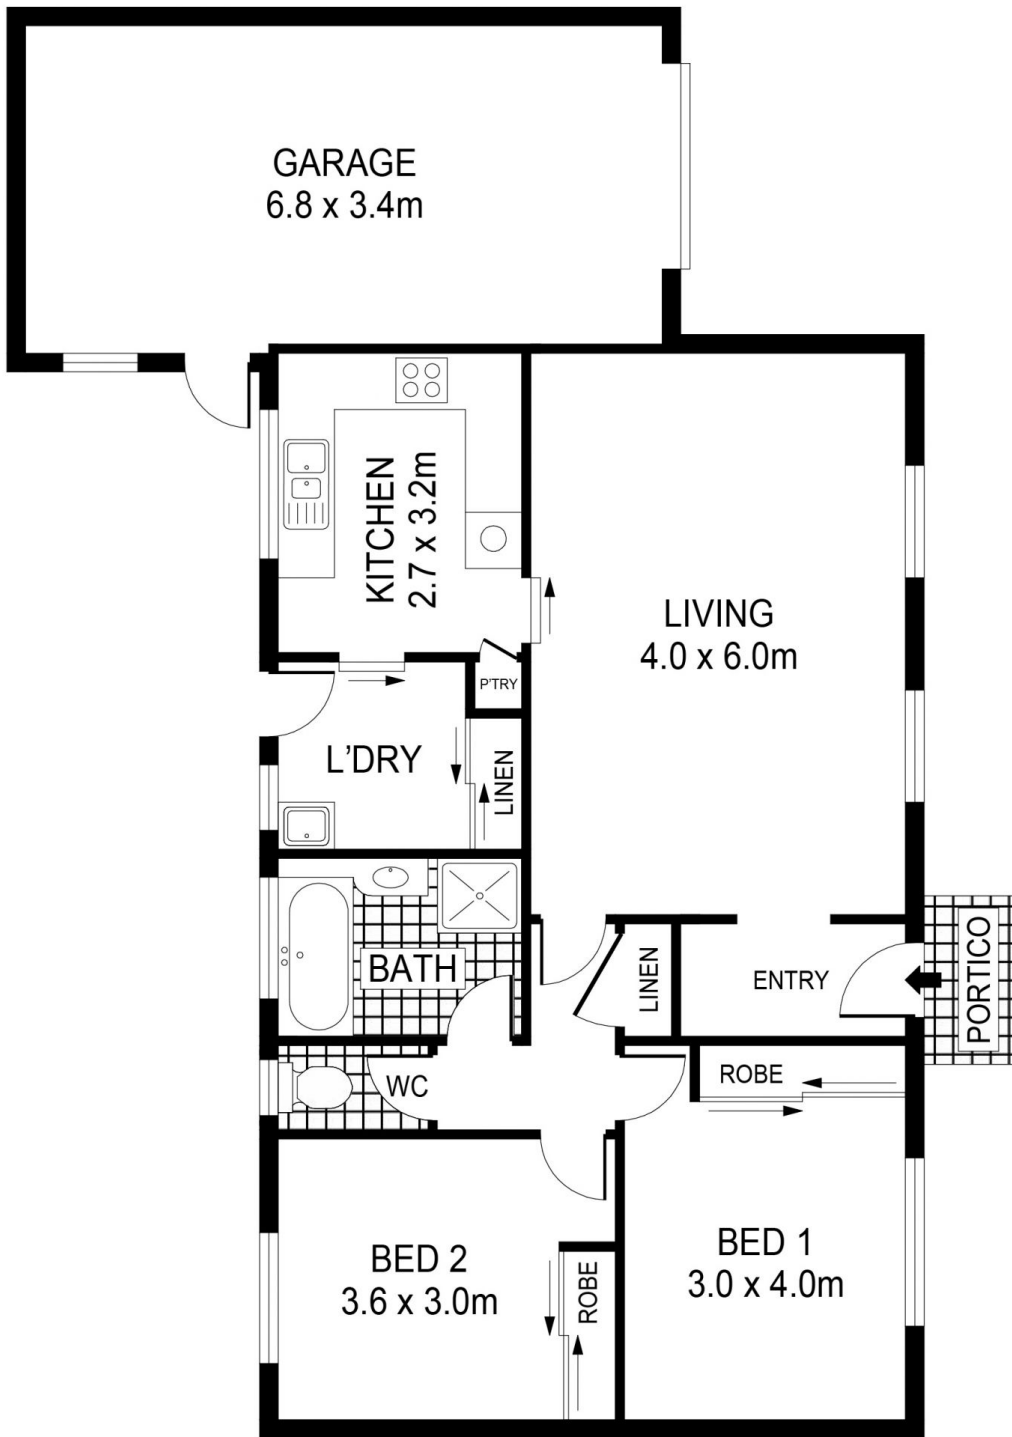 GARAGE
6.8 x 3.4m
KITCHEN
2.7 x 3.2m
LIVING
4.0 x 6.0m
P'TRY
L'DRY
LINEN
BATH
LINEN
ENTRY
PORTICO
WC
ROBE
BED 2
3.6 x 3.0m
ROBE
BED 1
3.0 x 4.0m